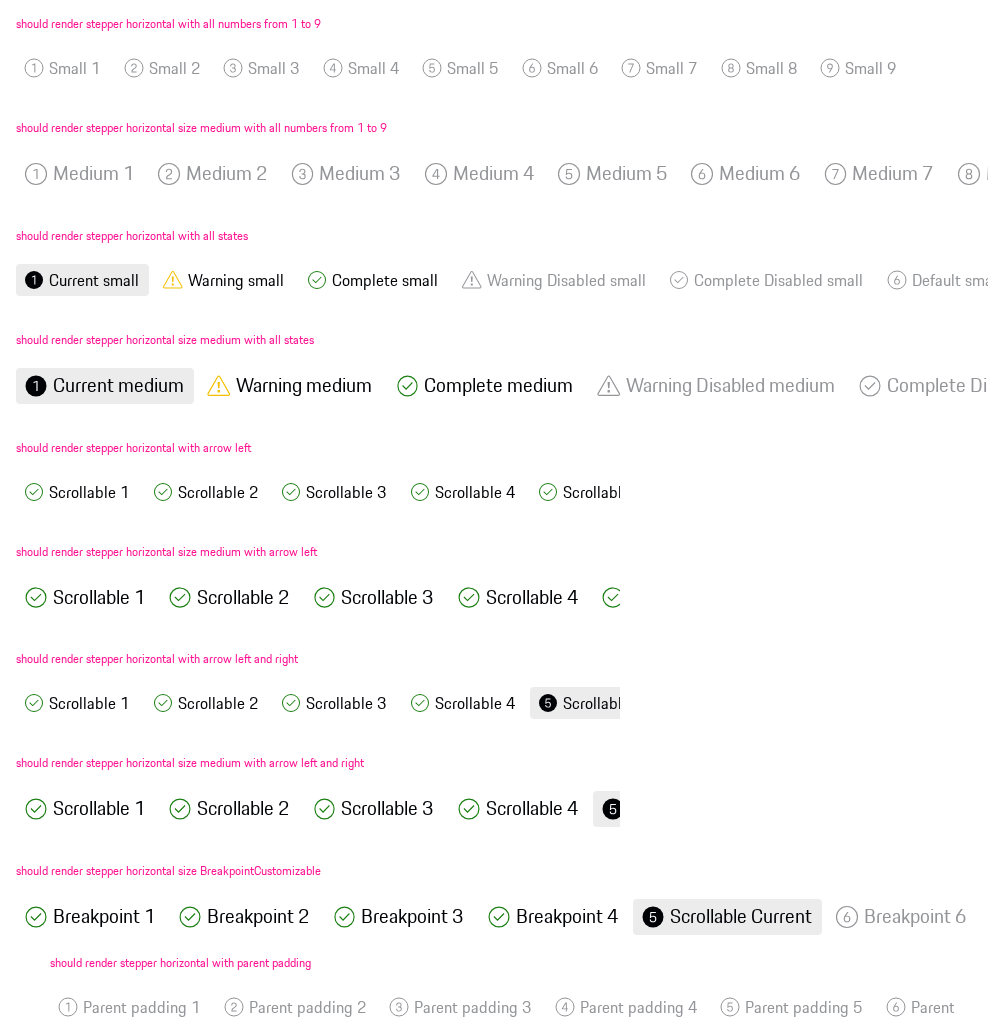 should render stepper horizontal with all numbers from 1 to 9
1 Small 1 2 Small 2 3 Small 3 4 Small 4 5 Small 5 6 Small 6 7 Small 7 8 Small 8 9 Small 9
should render stepper horizontal size medium with all numbers from 1 to 9
1 Medium 1 2 Medium 2 3 Medium 3 4 Medium 4 5 Medium 5 6 Medium 6 7 Medium 7 8
should render stepper horizontal with all states
1 Current small Warning small Complete small Warning Disabled small Complete Disabled small 6 Default sma
should render stepper horizontal size medium with all states
1 Current medium Warning medium Complete medium Warning Disabled medium Complete Di
should render stepper horizontal with arrow left
Scrollable 1 Scrollable 2 Scrollable 3 Scrollable 4 Scrollabl
should render stepper horizontal size medium with arrow left
Scrollable 1 Scrollable 2 Scrollable 3 Scrollable 4
should render stepper horizontal with arrow left and right
Scrollable 1 Scrollable 2 Scrollable 3 Scrollable 4 5 Scrollabl
should render stepper horizontal size medium with arrow left and right
Scrollable 1 Scrollable 2 Scrollable 3 Scrollable 4 5
should render stepper horizontal size BreakpointCustomizable
Breakpoint 1 Breakpoint 2 Breakpoint 3 Breakpoint 4 5 Scrollable Current 6 Breakpoint 6
should render stepper horizontal with parent padding
1 Parent padding 1 2 Parent padding 2 3 Parent padding 3 4 Parent padding 4 5 Parent padding 5 6 Parent